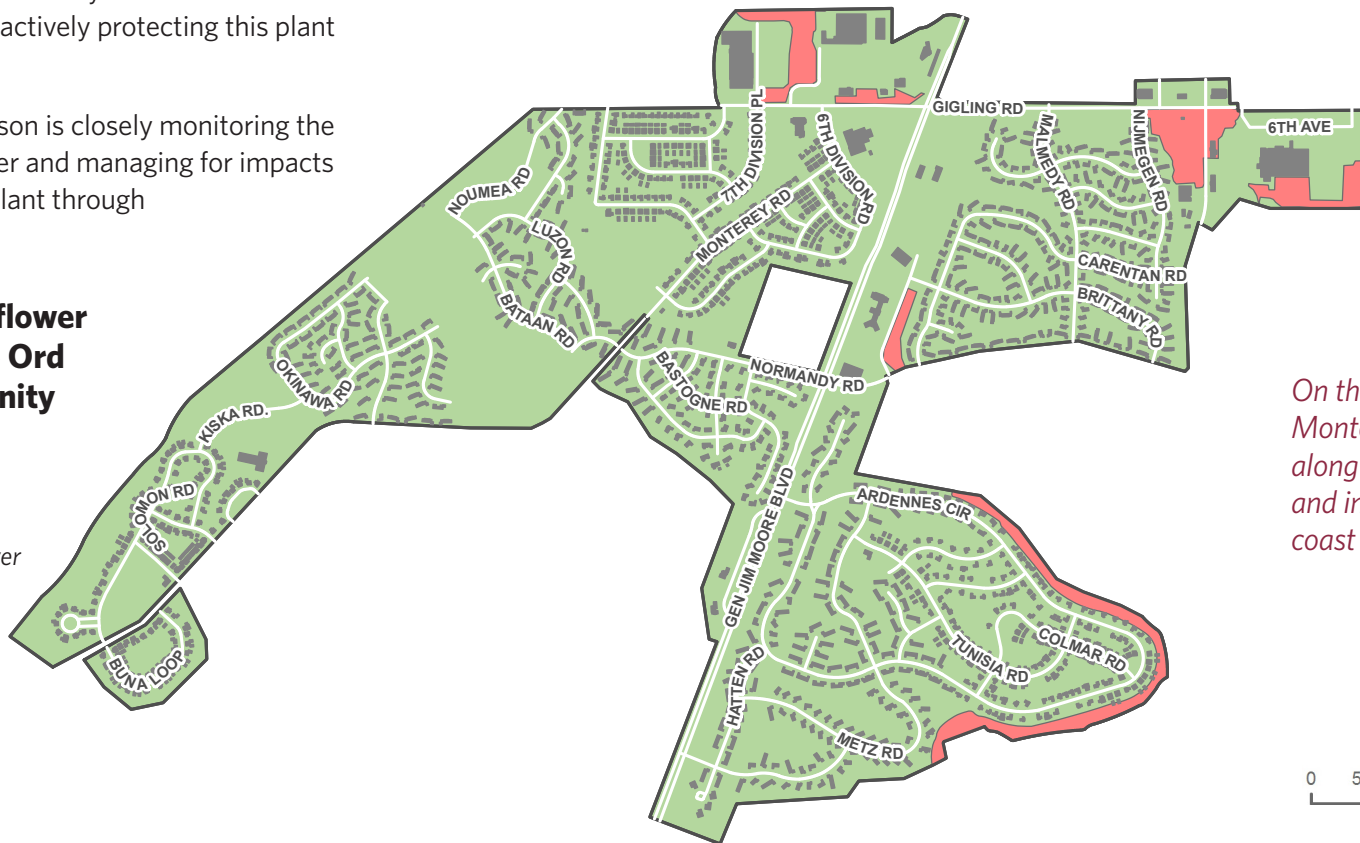 actively protecting this plant
son is closely monitoring the
er and managing for impacts
plant through
flower
Ord
nity
er
7TH DIVISION PL
6TH DIVISION RD
GIGLING RD
6TH AVE
MALMEDY RD
NIJMEGEN RD
NOUMEA RD
LUZON RD
MONTEREY RD
CARENTAN RD
BRITTANY RD
BATAAN RD
OKINAWA RD
BASTOGNE RD
NORMANDY RD
KISKA RD.
SOLOMON RD
GEN JIM MOORE BLVD
ARDENNES CIR
BUNA LOOP
HATTEN RD
TUNISIA RD
COLMAR RD
METZ RD
On th
Monte
along
and in
coast
0 5